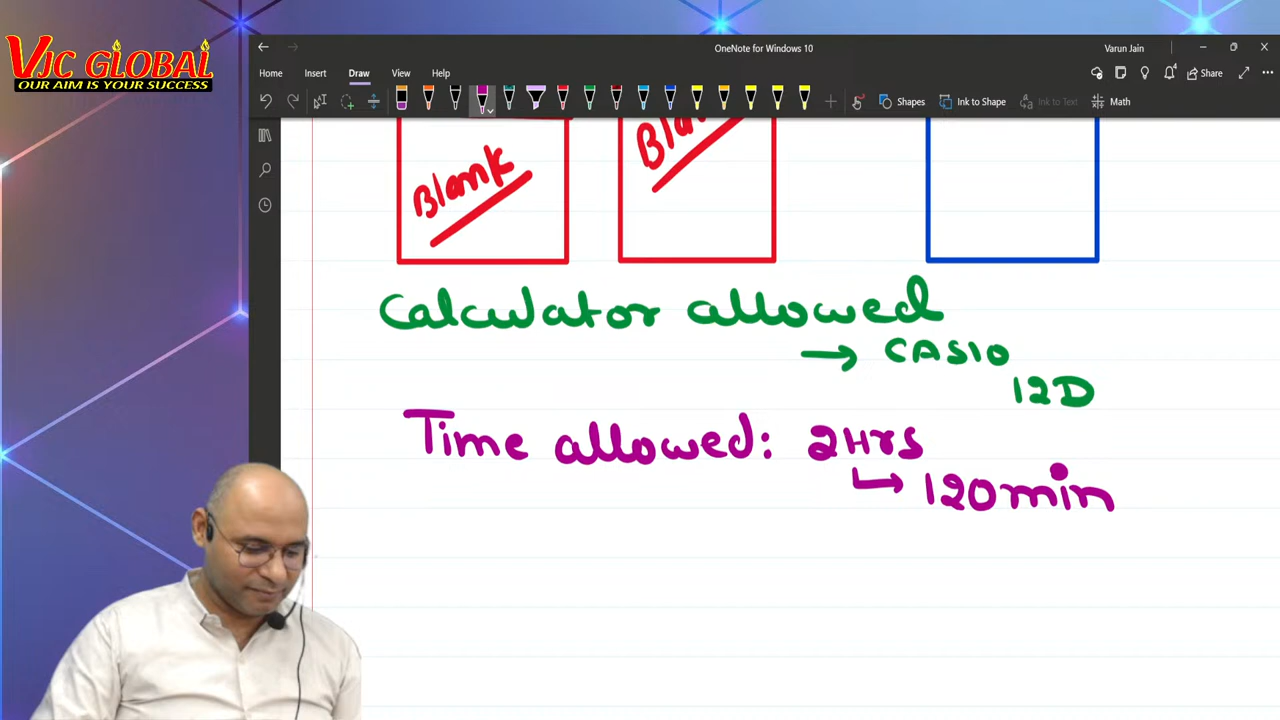 VJC GLOBAL
OUR AIM IS YOUR SUCCESS
OneNote for Windows 10
Varun Jain
Home Insert Draw View Help
Share
Shapes Ink to Shape Ink to Text Math
Blank
Blan
Calculator allowed
→ CASIO
12D
Time allowed: 2Hrs
↳ 120min